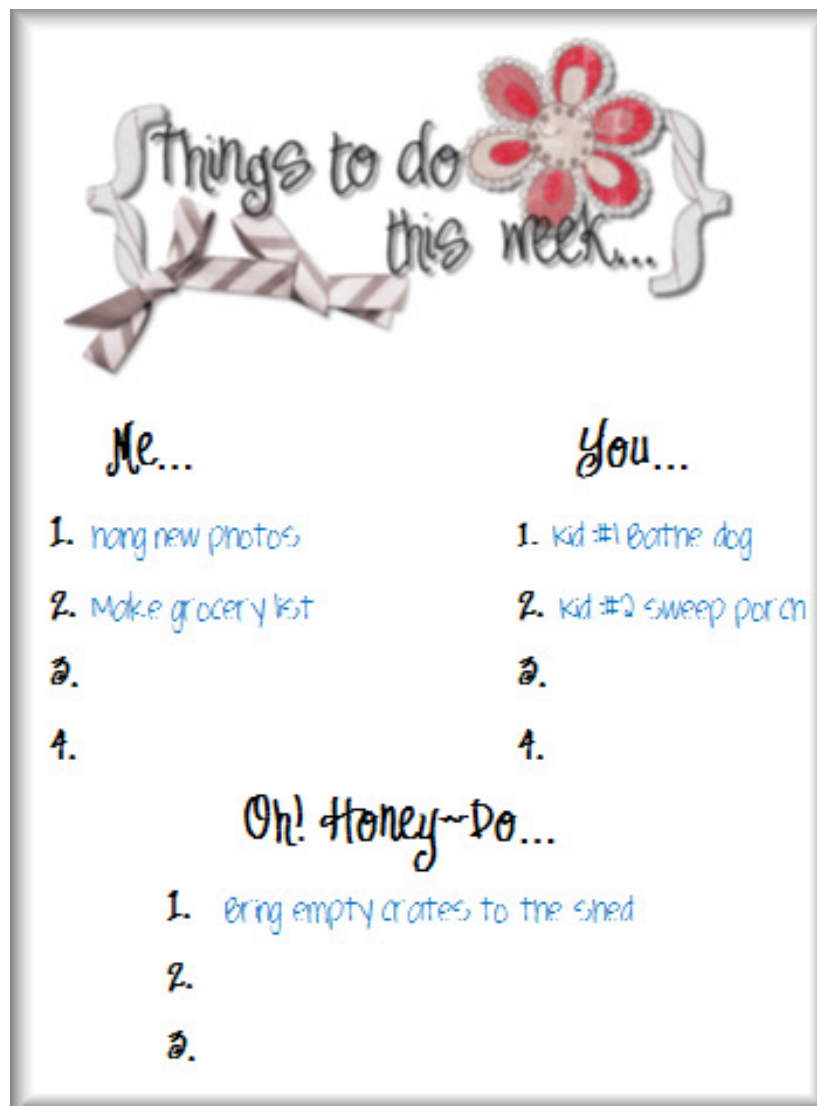 Things to do
this week...
Me...
1. hang new photos
2. Make grocery list
3.
4.
You...
1. Kid #1 Bathe dog
2. Kid #2 sweep porch
3.
4.
Oh! Honey~Do...
1. Bring empty crates to the shed
2.
3.